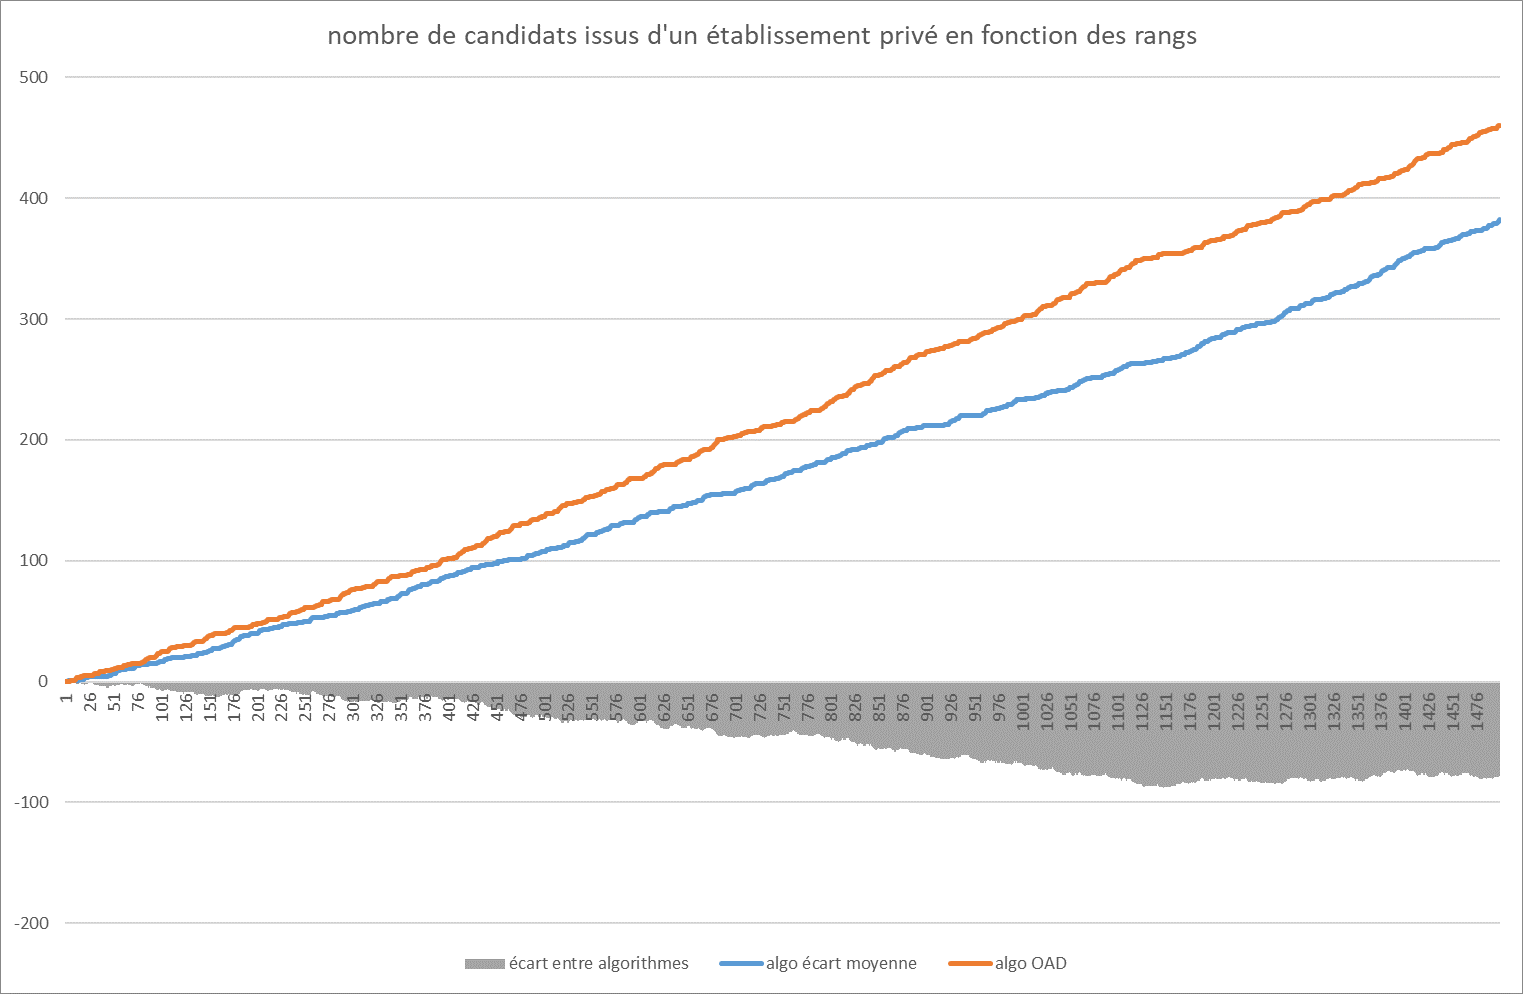 nombre de candidats issus d'un établissement privé en fonction des rangs
500
400
300
200
100
0
-100
-200
1 26 51 76 101 126 151 176 201 226 251 276 301 326 351 376 401 426 451 476 501 526 551 576 601 626 651 676 701 726 751 776 801 826 851 876 901 926 951 976 1001 1026 1051 1076 1101 1126 1151 1176 1201 1226 1251 1276 1301 1326 1351 1376 1401 1426 1451 1476
écart entre algorithmes algo écart moyenne algo OAD